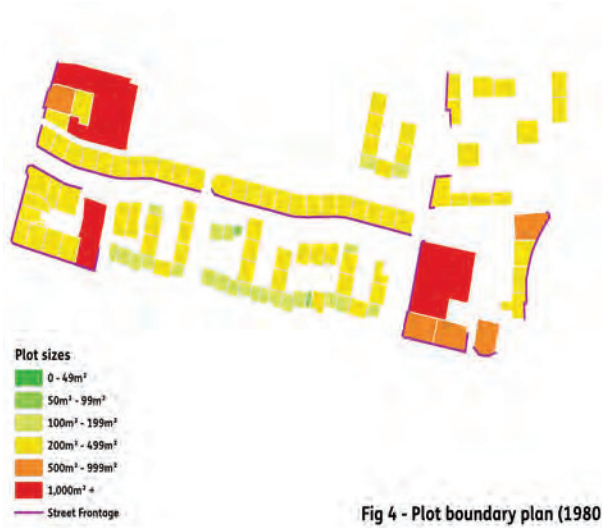 Plot sizes
0 - 49m²
50m² - 99m²
100m² - 199m²
200m² - 499m²
500m² - 999m²
1,000m² +
Street Frontage
Fig 4 - Plot boundary plan (1980